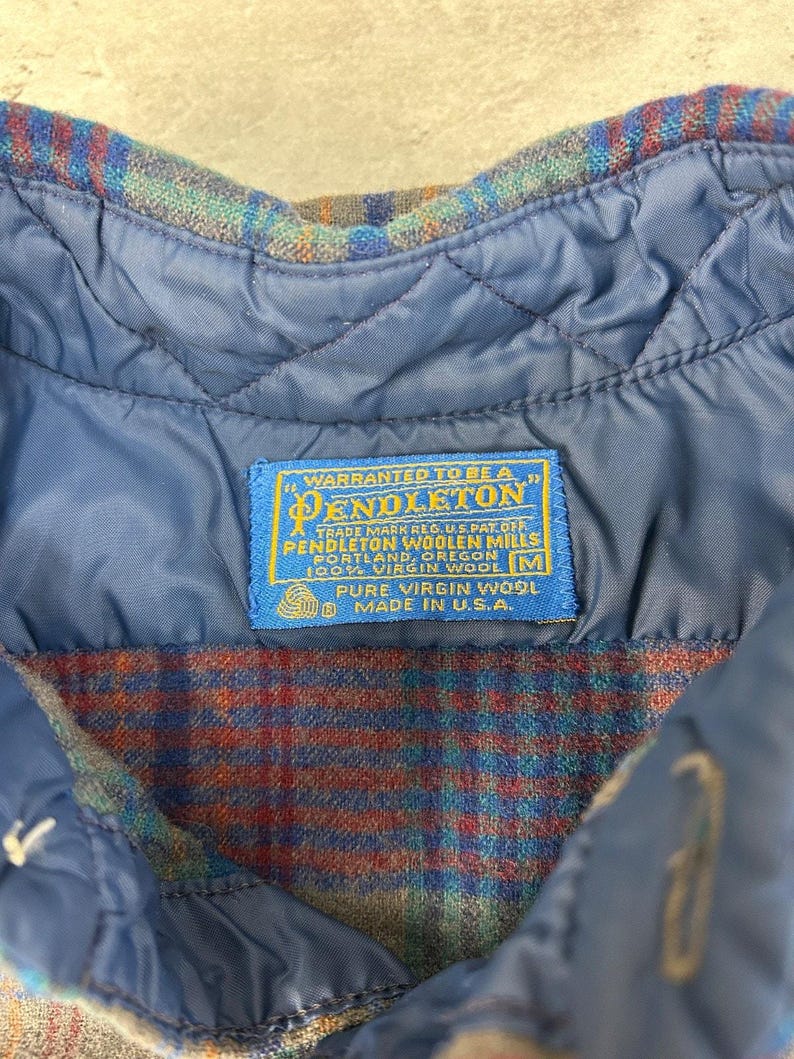 WARRANTED TO BE A
"PENDLETON"
TRADE MARK REG. U.S. PAT. OFF.
PENDLETON WOOLEN MILLS
PORTLAND, OREGON
100% VIRGIN WOOL M
® PURE VIRGIN WOOL
MADE IN U.S.A.